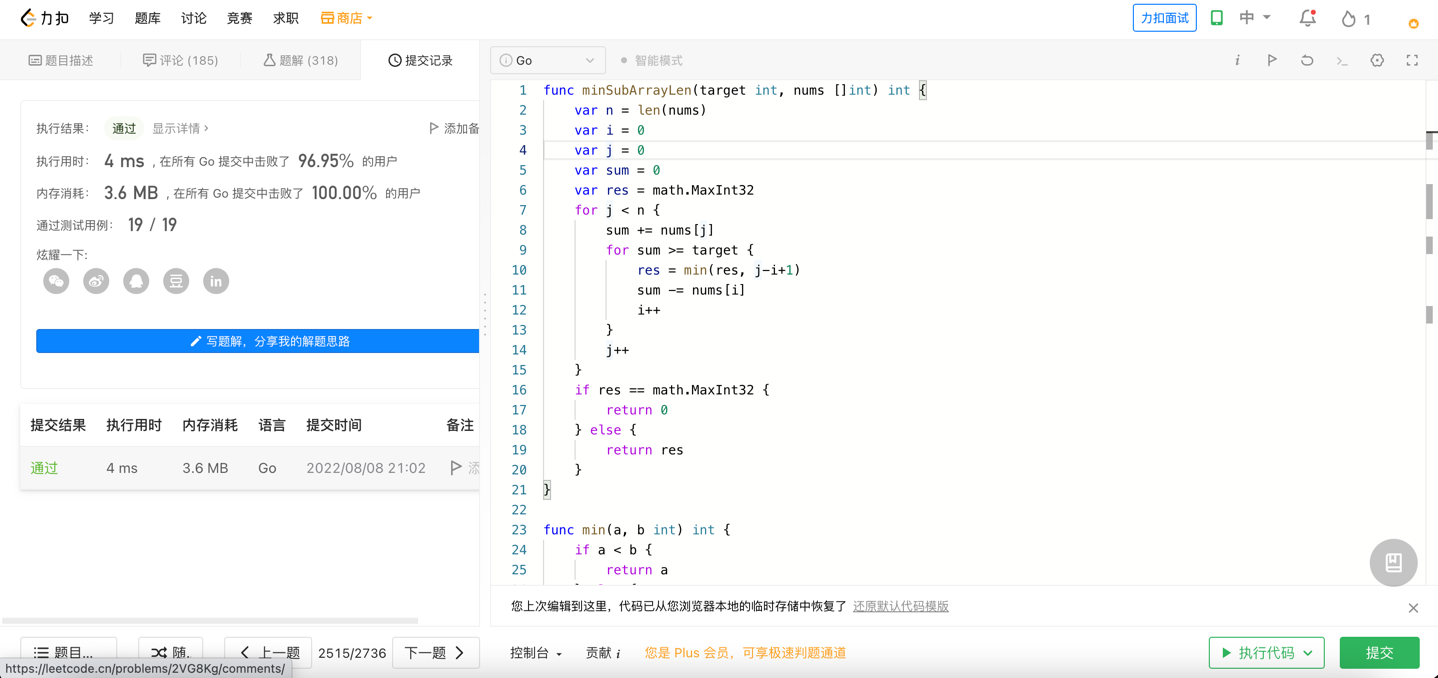 力扣 学习 题库 讨论 竞赛 求职 商店 力扣面试 中 1
题目描述 评论 (185) 题解 (318) 提交记录
Go 智能模式
执行结果： 通过 显示详情 › 添加备
执行用时： 4 ms , 在所有 Go 提交中击败了 96.95% 的用户
内存消耗： 3.6 MB , 在所有 Go 提交中击败了 100.00% 的用户
通过测试用例： 19 / 19
炫耀一下:
豆 in
写题解，分享我的解题思路
提交结果 执行用时 内存消耗 语言 提交时间 备注
通过 4 ms 3.6 MB Go 2022/08/08 21:02 添
1 func minSubArrayLen(target int, nums []int) int {
2 var n = len(nums)
3 var i = 0
4 var j = 0
5 var sum = 0
6 var res = math.MaxInt32
7 for j < n {
8 sum += nums[j]
9 for sum >= target {
10 res = min(res, j-i+1)
11 sum -= nums[i]
12 i++
13 }
14 j++
15 }
16 if res == math.MaxInt32 {
17 return 0
18 } else {
19 return res
20 }
21 }
22
23 func min(a, b int) int {
24 if a < b {
25 return a
您上次编辑到这里，代码已从您浏览器本地的临时存储中恢复了 还原默认代码模版
题目... 随. 上一题 2515/2736 下一题
控制台 贡献 i 您是 Plus 会员，可享极速判题通道 执行代码 提交
https://leetcode.cn/problems/2VG8Kg/comments/